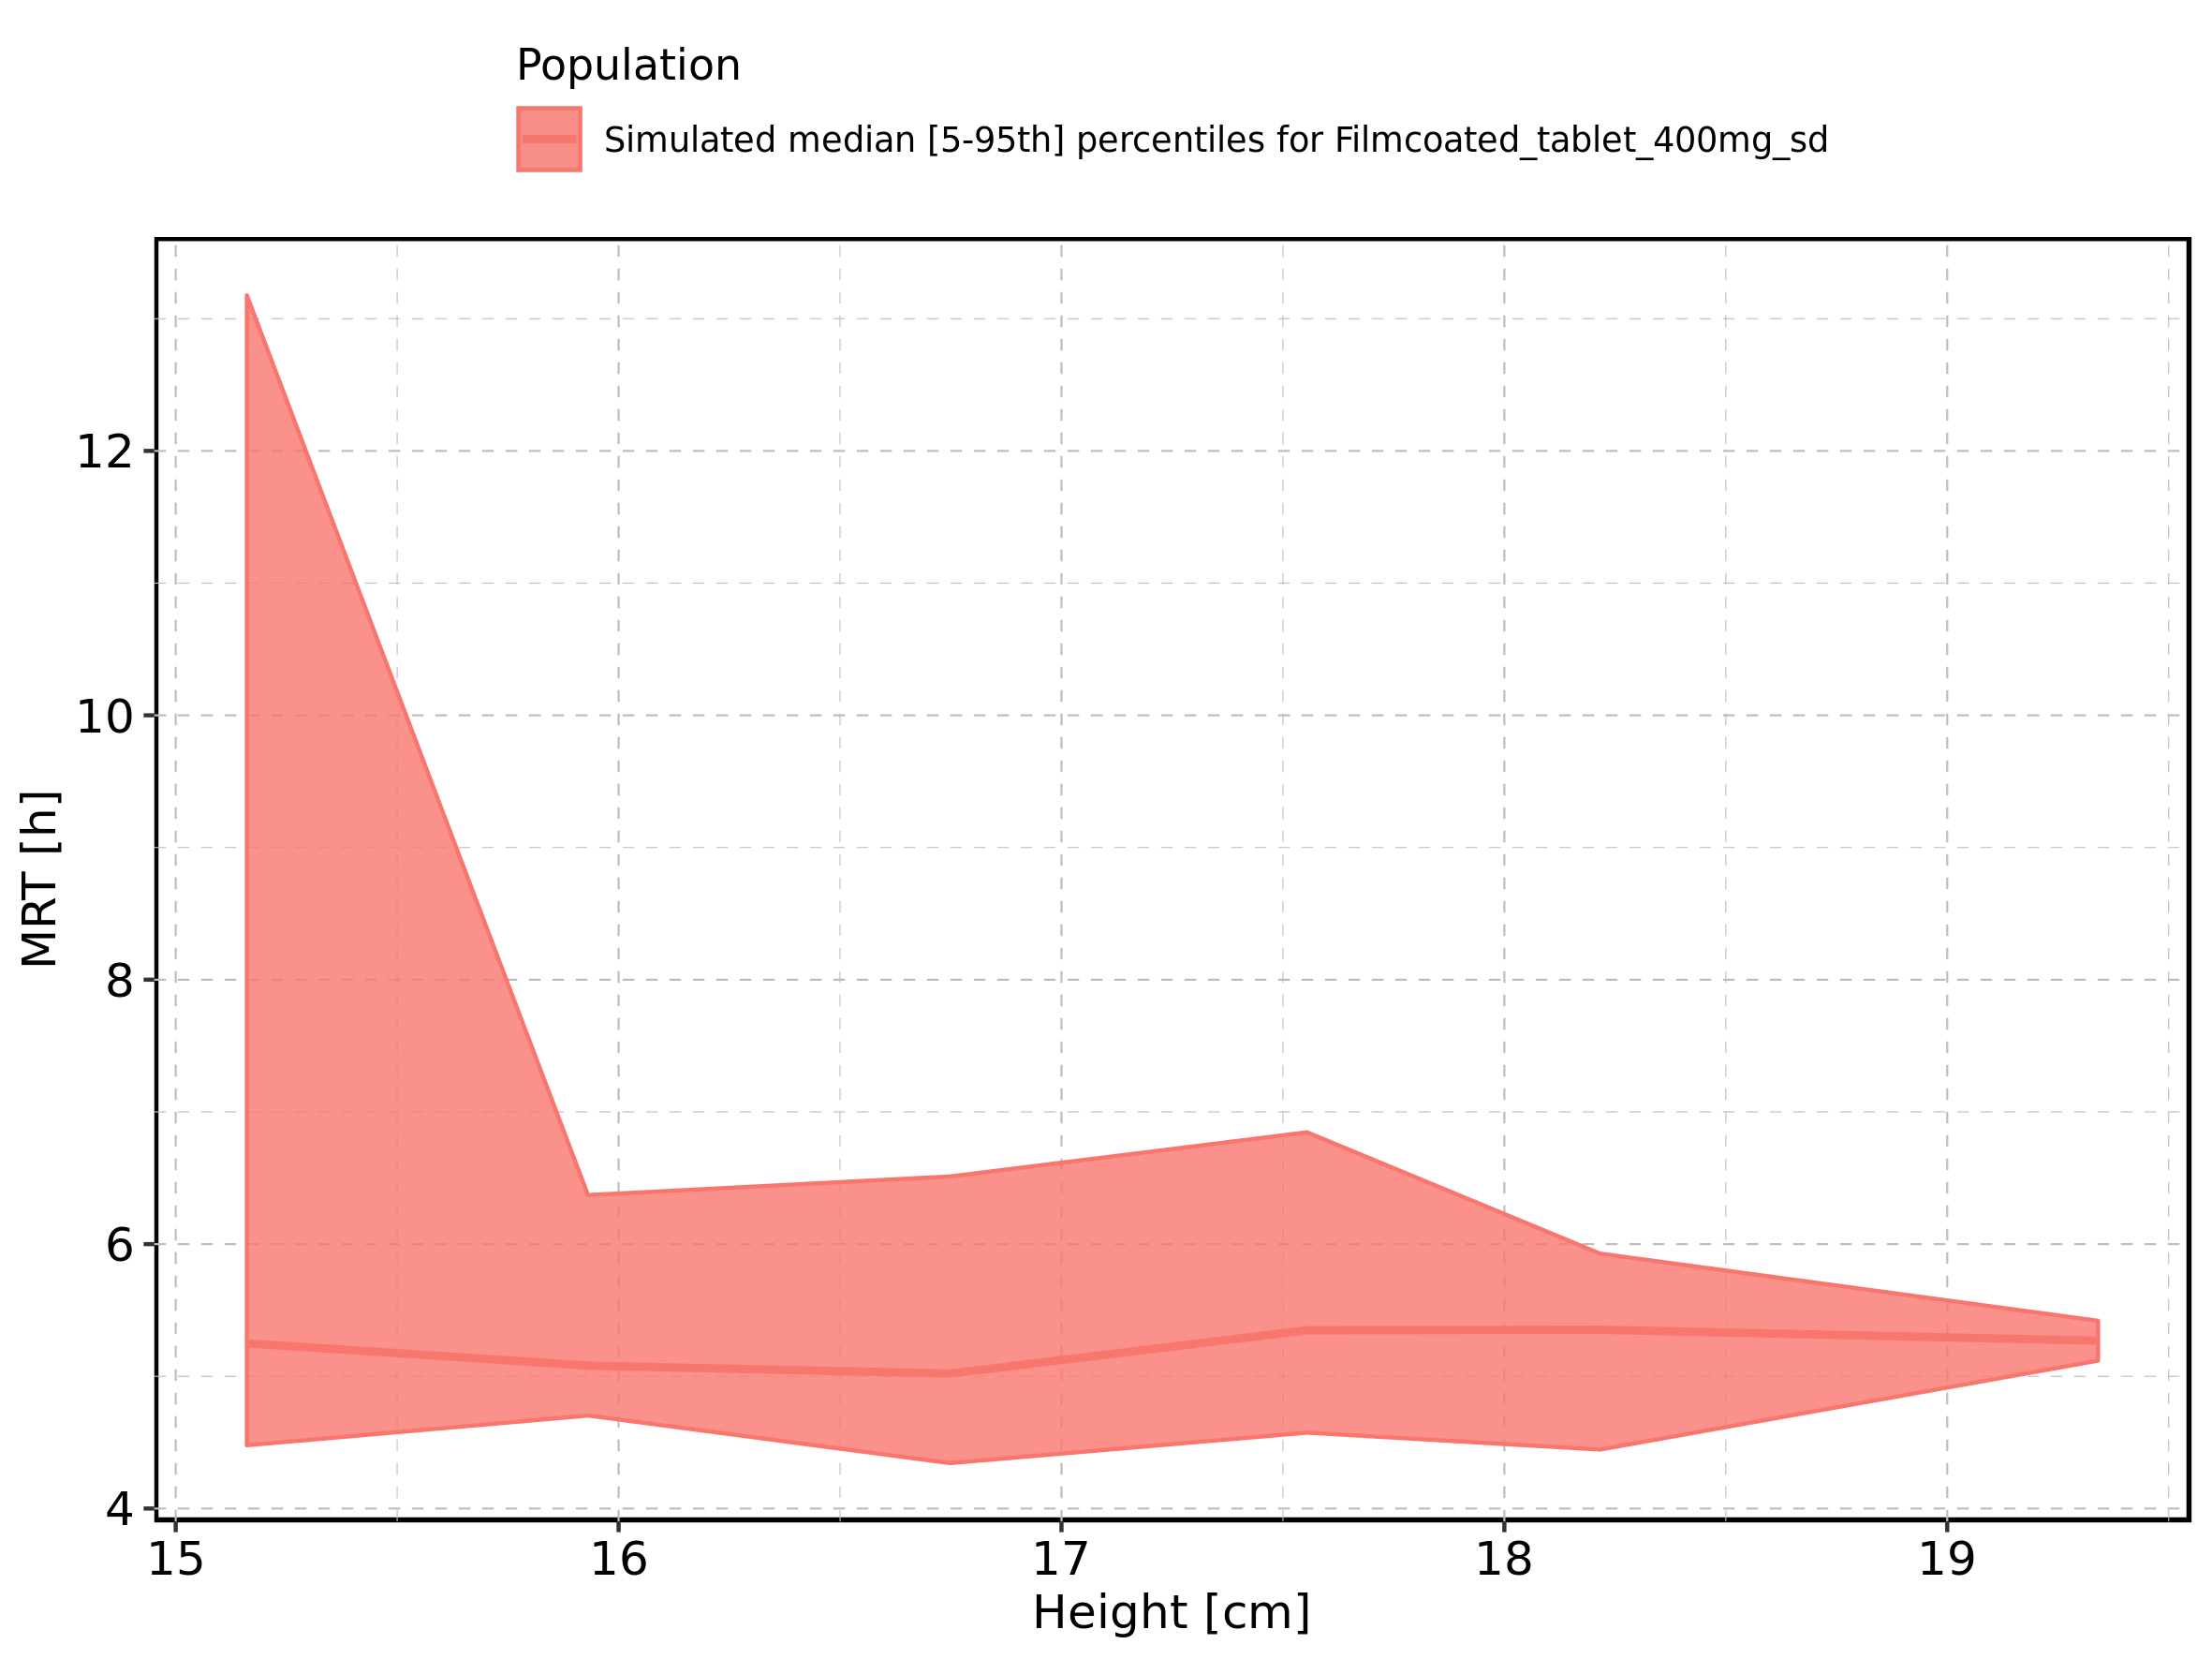 Population
Simulated median [5-95th] percentiles for Filmcoated_tablet_400mg_sd
MRT [h]
12
10
8
6
4
15 16 17 18 19
Height [cm]